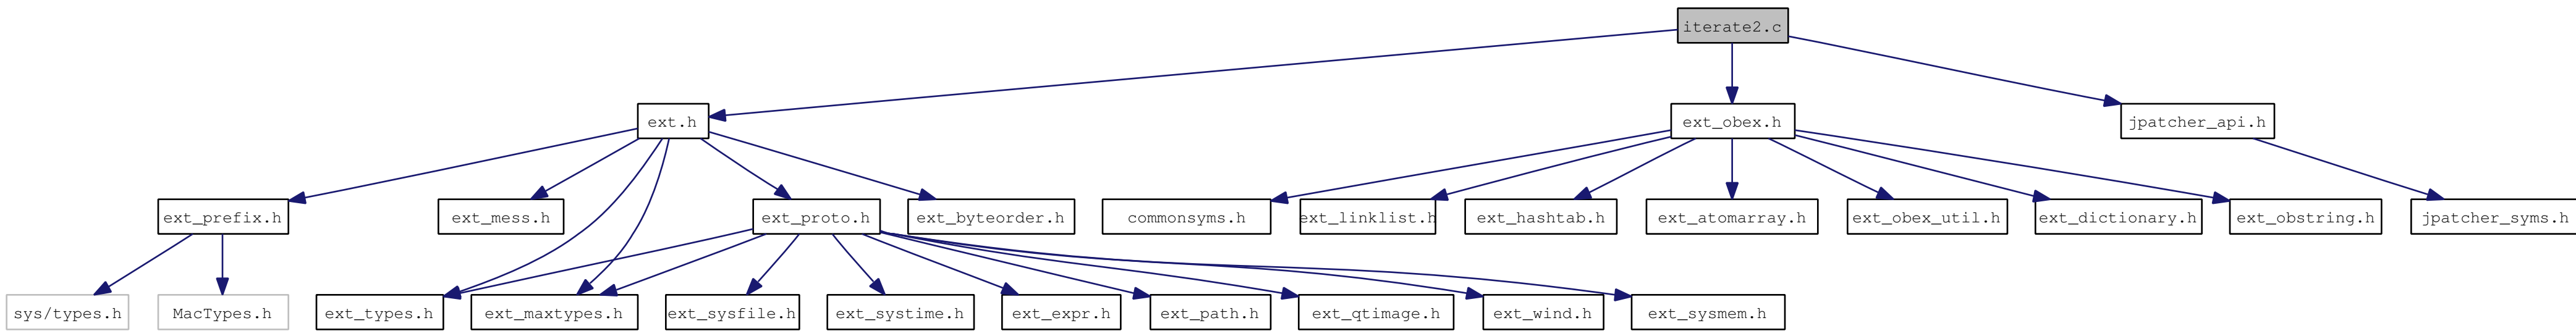 iterate2.c
ext.h
ext_obex.h
jpatcher_api.h
ext_prefix.h
ext_mess.h
ext_proto.h
ext_byteorder.h
commonsyms.h
ext_linklist.h
ext_hashtab.h
ext_atomarray.h
ext_obex_util.h
ext_dictionary.h
ext_obstring.h
jpatcher_syms.h
sys/types.h
MacTypes.h
ext_types.h
ext_maxtypes.h
ext_sysfile.h
ext_systime.h
ext_expr.h
ext_path.h
ext_qtimage.h
ext_wind.h
ext_sysmem.h